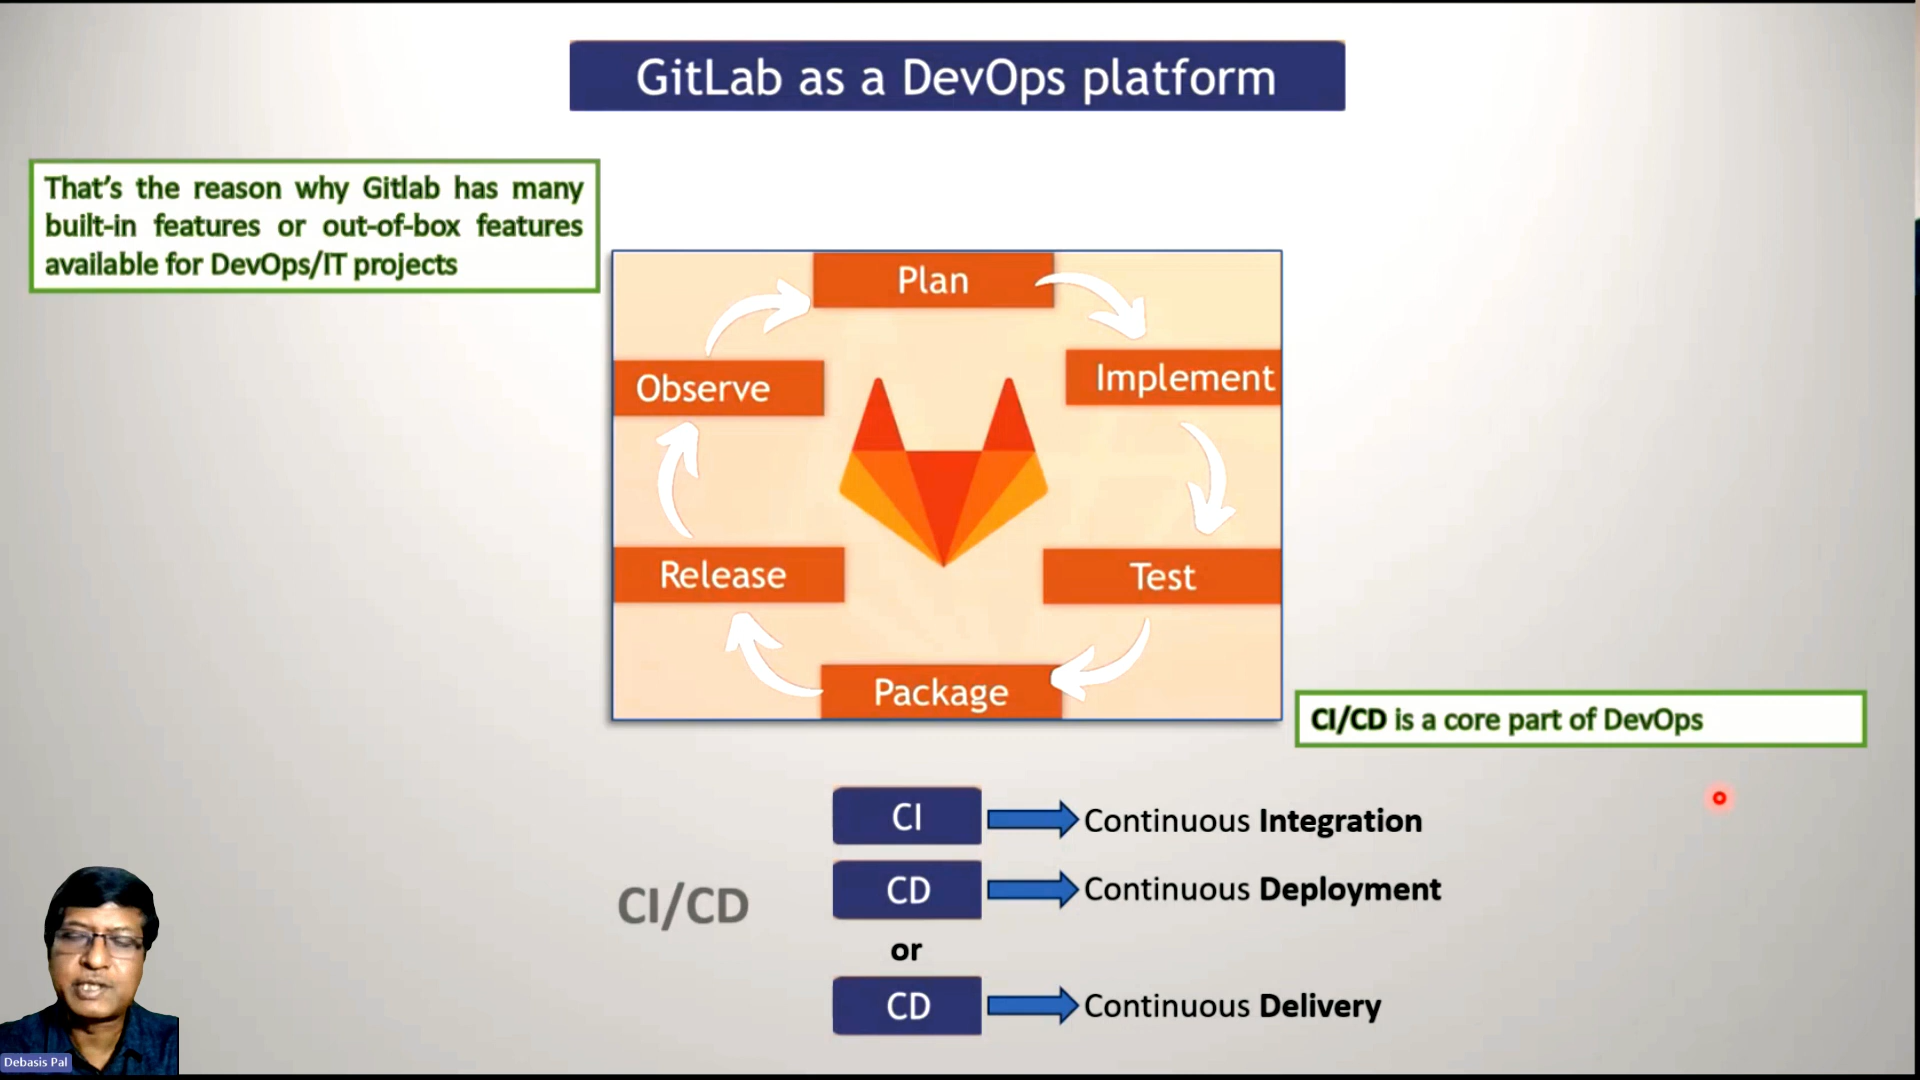 GitLab as a DevOps platform
That's the reason why Gitlab has many
built-in features or out-of-box features
available for DevOps/IT projects
Plan
Observe
Implement
Release
Test
Package
CI/CD is a core part of DevOps
CI/CD
CI
Continuous Integration
CD
Continuous Deployment
or
CD
Continuous Delivery
Debasis Pal